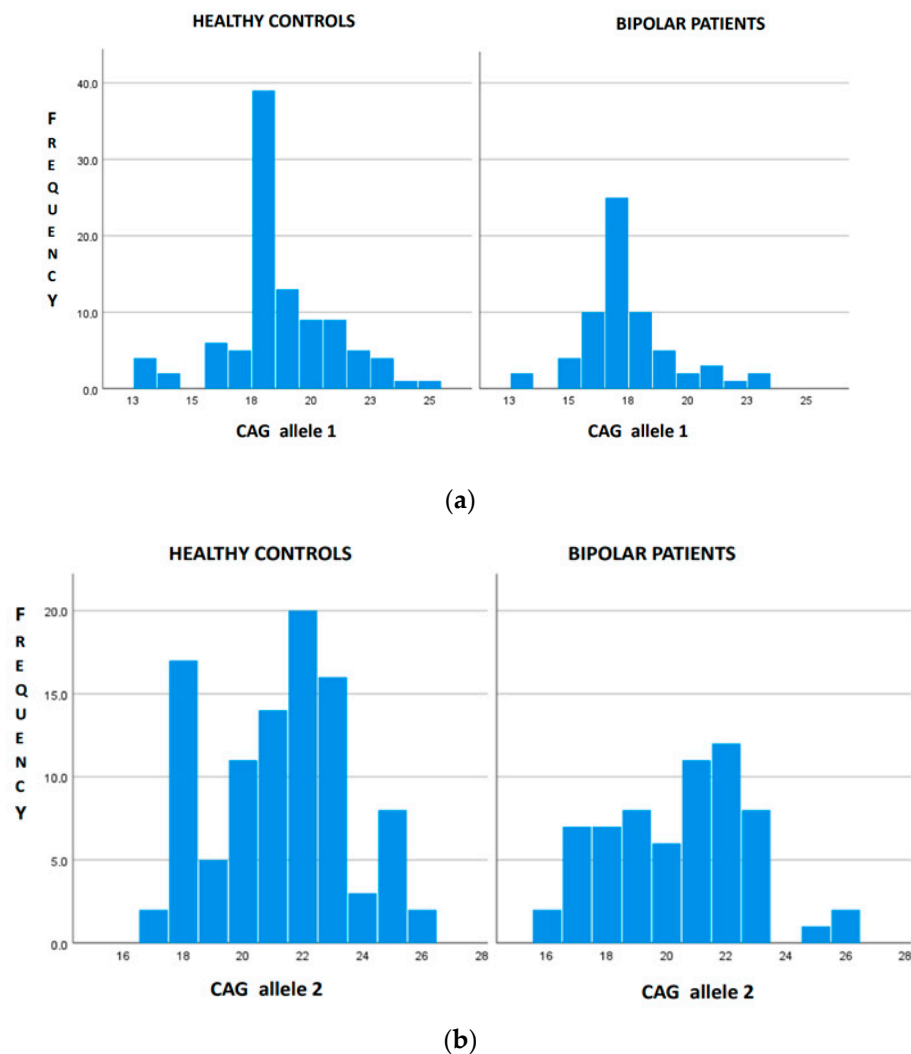 HEALTHY CONTROLS BIPOLAR PATIENTS
40.0
30.0
20.0
10.0
0.0
FREQUENCY
13 15 18 20 23 25 13 15 18 20 23 25
CAG allele 1 CAG allele 1
(a)
HEALTHY CONTROLS BIPOLAR PATIENTS
20.0
15.0
10.0
5.0
0.0
FREQUENCY
16 18 20 22 24 26 28 16 18 20 22 24 26 28
CAG allele 2 CAG allele 2
(b)